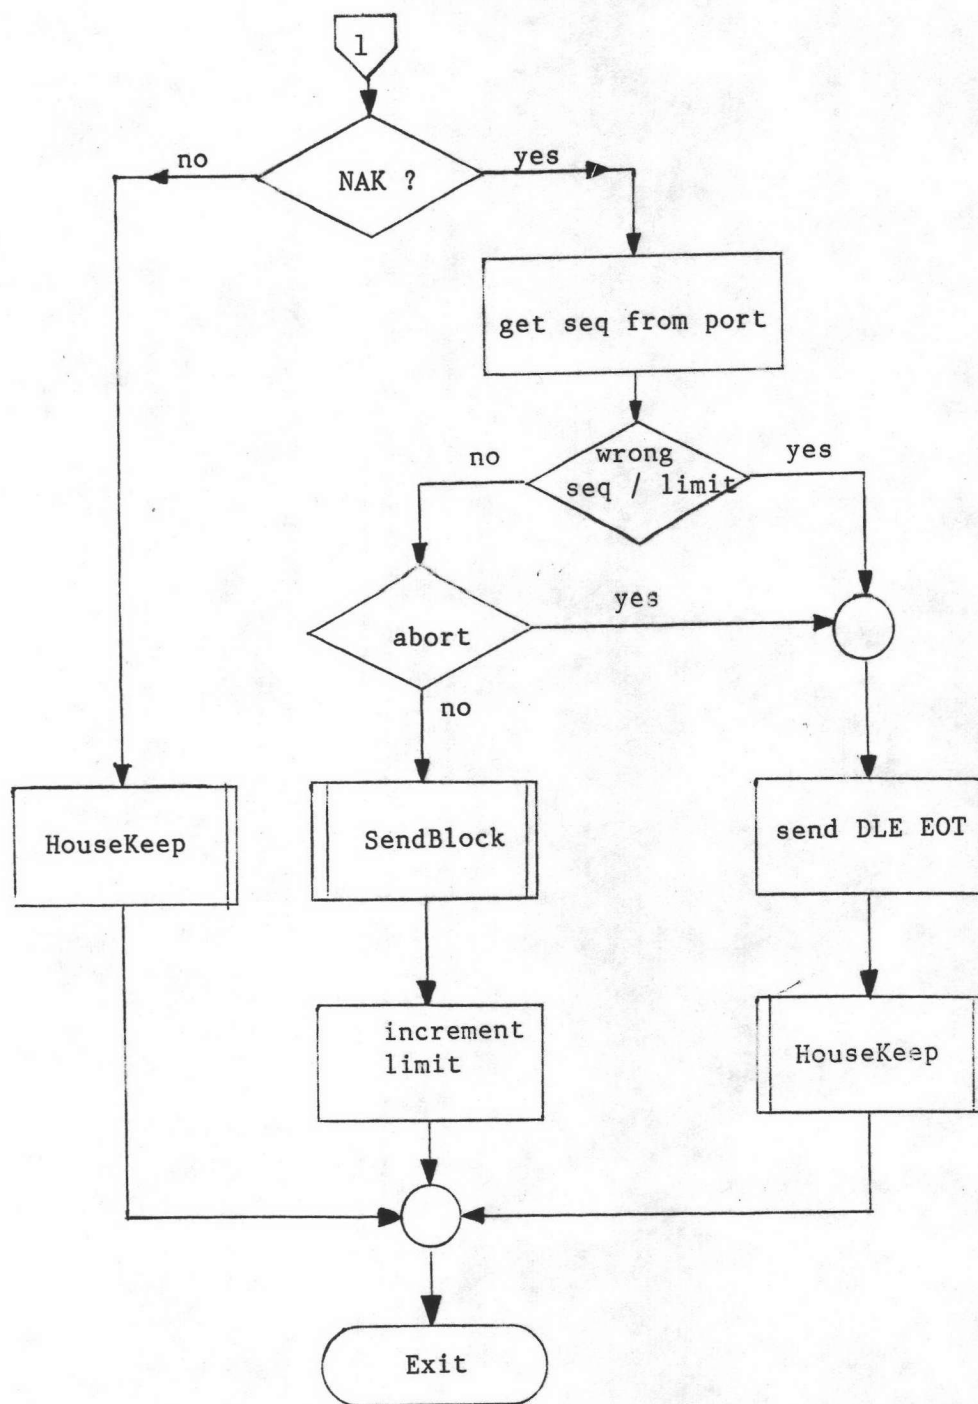 1
no
yes
NAK ?
get seq from port
no
wrong
yes
seq / limit
yes
abort
no
HouseKeep
SendBlock
send DLE EOT
increment
limit
HouseKeep
Exit